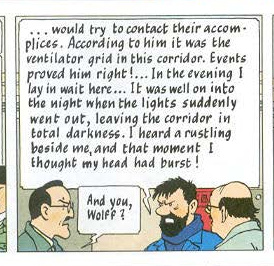 ... would try to contact their accom-
plices. According to him it was the
ventilator grid in this corridor. Events
proved him right!... In the evening I
lay in wait here... It was well on into
the night when the lights suddenly
went out, leaving the corridor in
total darkness. I heard a rustling
beside me, and that moment I
thought my head had burst!
And you,
Wolff?